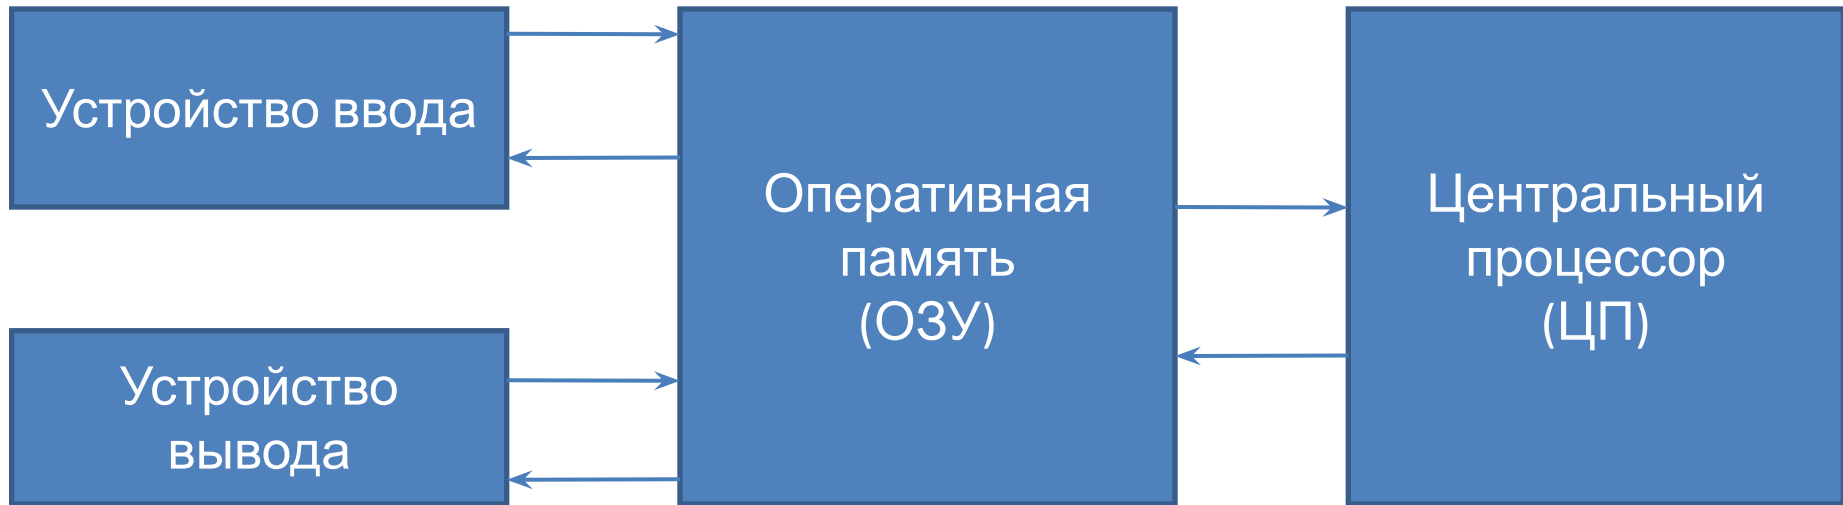 Устройство ввода
Устройство
вывода
Оперативная
память
(ОЗУ)
Центральный
процессор
(ЦП)